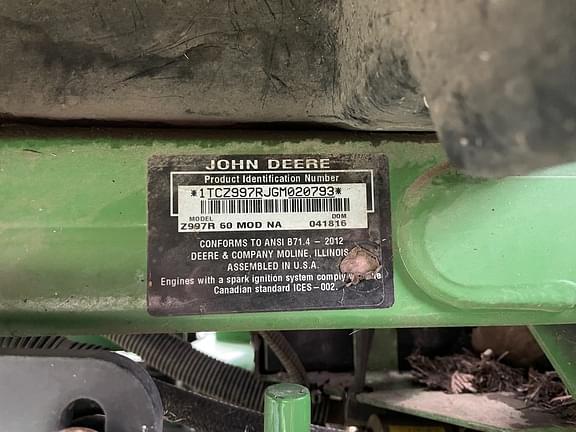 JOHN DEERE
Product Identification Number
*1TCZ997RJGM020793*
MODEL DOM
Z997R 60 MOD NA 041816
CONFORMS TO ANSI B71.4 - 2012
DEERE & COMPANY MOLINE, ILLINOIS
ASSEMBLED IN U.S.A.
Engines with a spark ignition system comply
Canadian standard ICES-002.